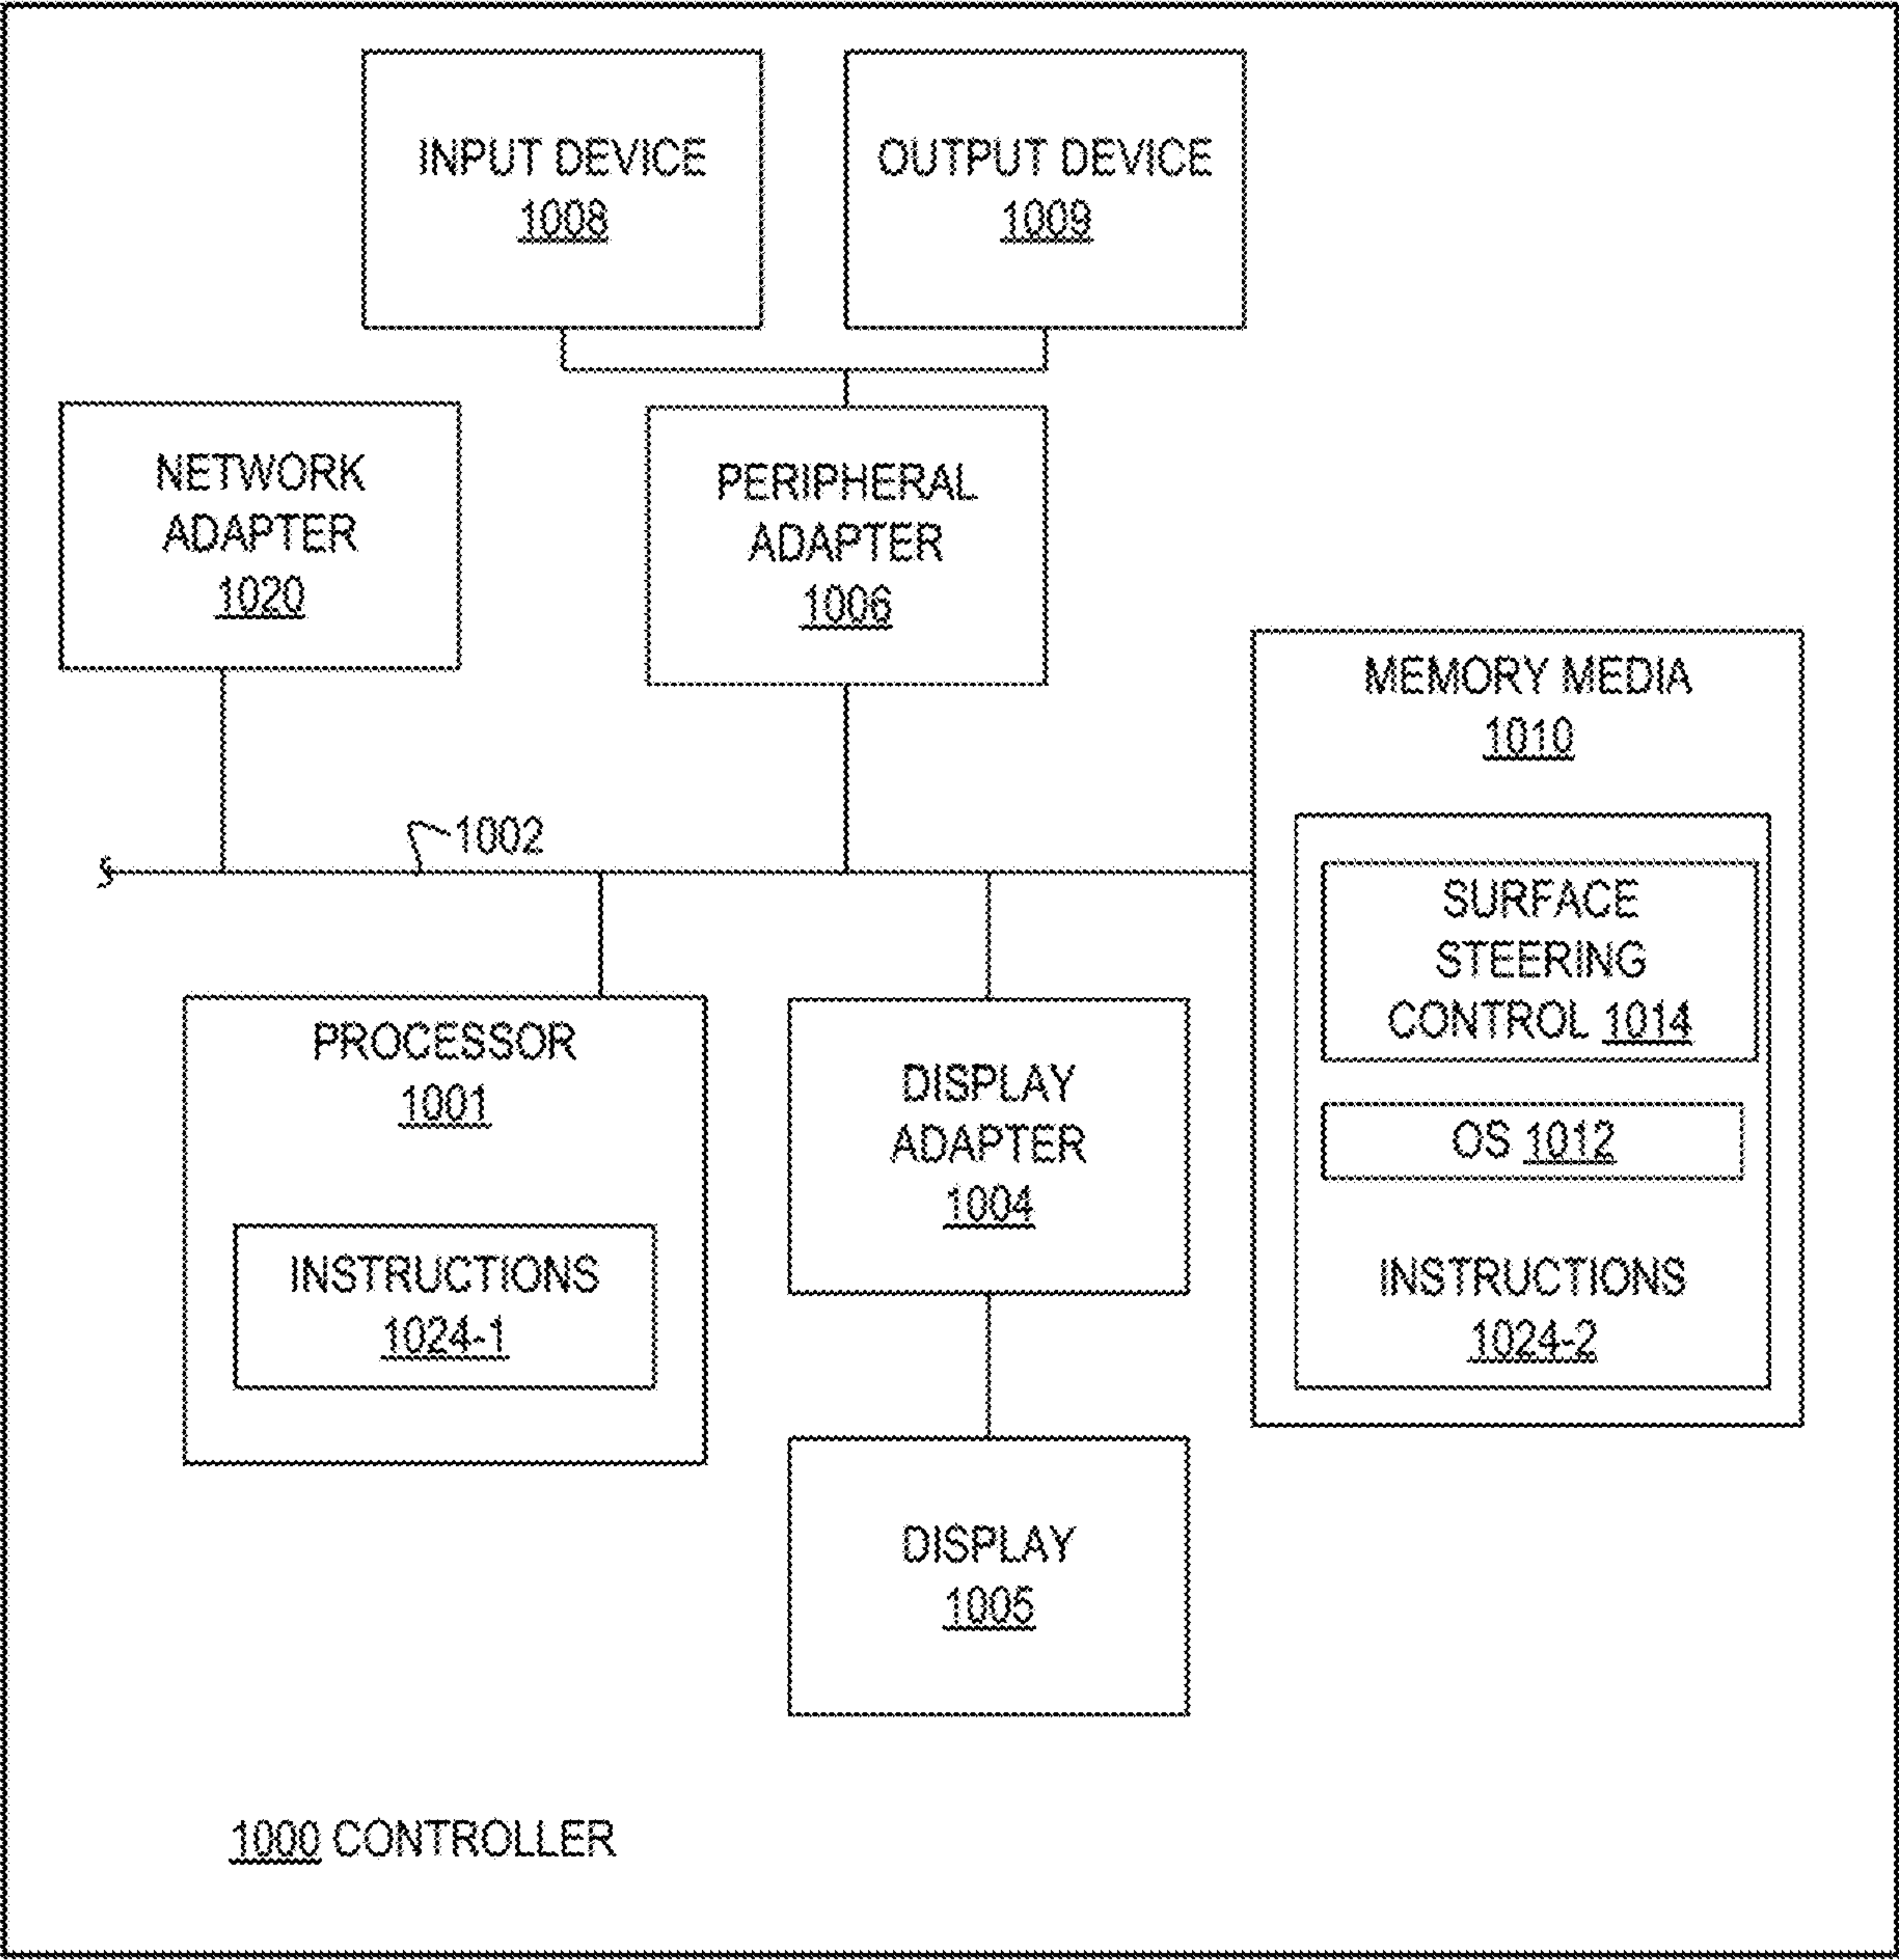 INPUT DEVICE
1008
OUTPUT DEVICE
1009
NETWORK
ADAPTER
1020
PERIPHERAL
ADAPTER
1006
MEMORY MEDIA
1010
1002
SURFACE
STEERING
CONTROL 1014
OS 1012
INSTRUCTIONS
1024-2
PROCESSOR
1001
INSTRUCTIONS
1024-1
DISPLAY
ADAPTER
1004
DISPLAY
1005
1000 CONTROLLER